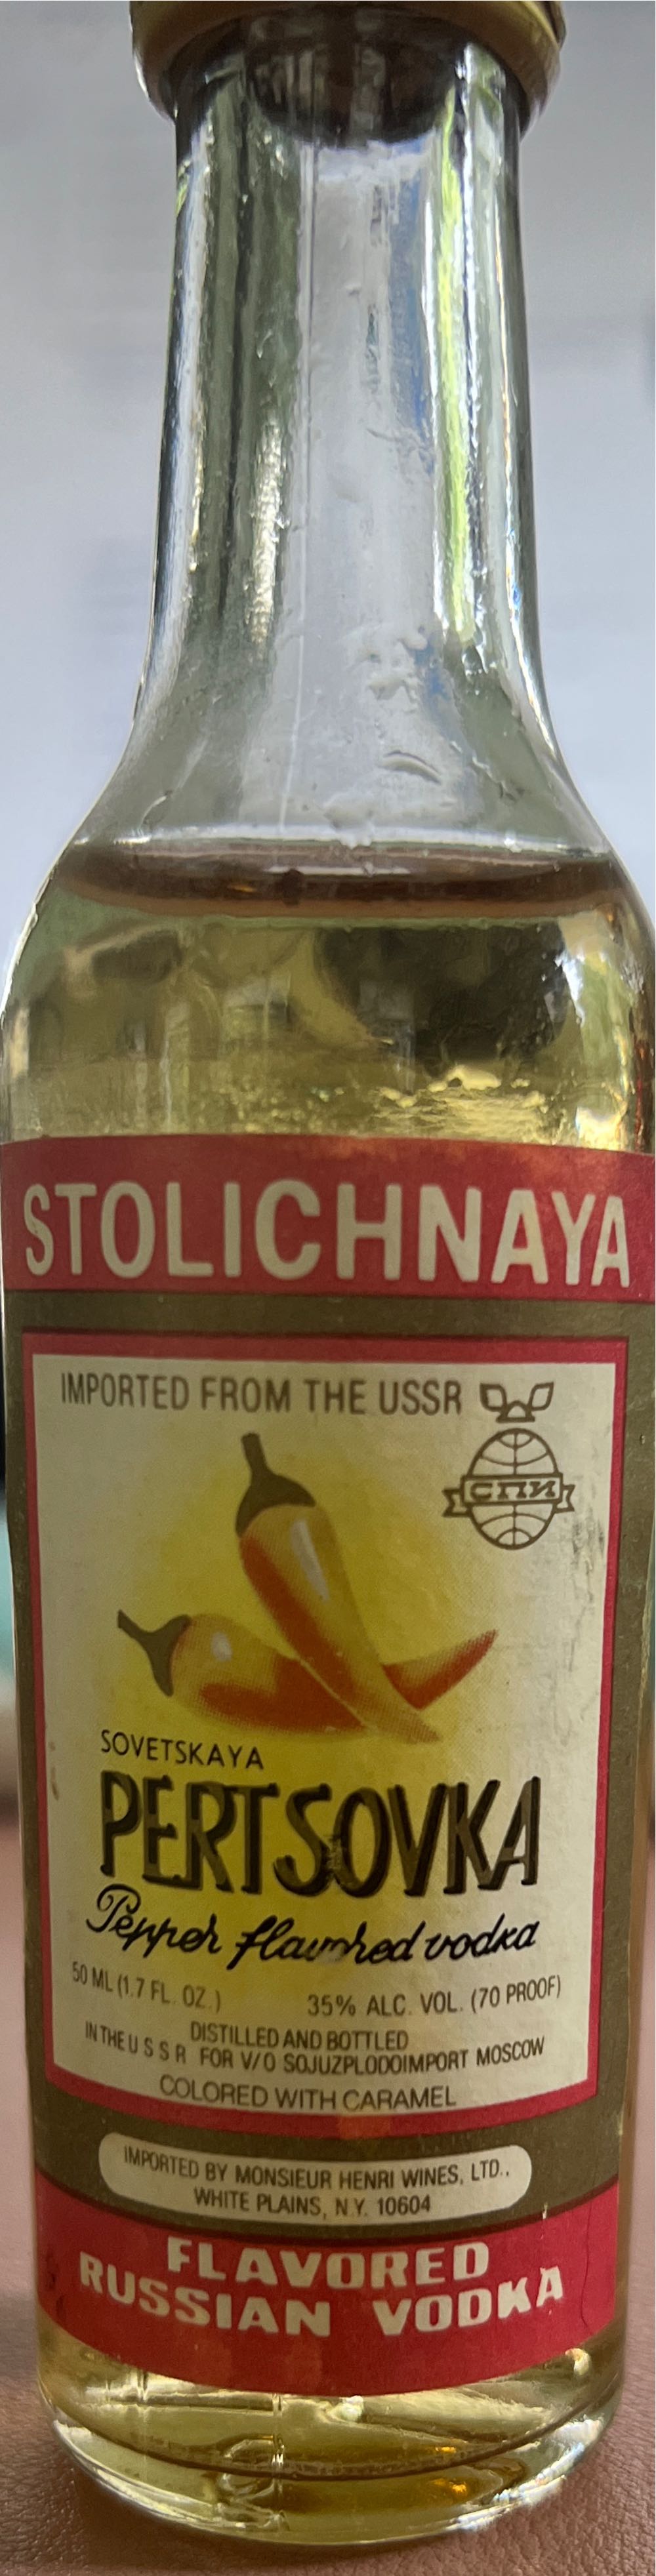 STOLICHNAYA
IMPORTED FROM THE USSR
СПИ
SOVETSKAYA
PERTSOVKA
Pepper flavored vodka
50 ML (1.7 FL. OZ.) 35% ALC. VOL. (70 PROOF)
DISTILLED AND BOTTLED
IN THE U S S R FOR V/O SOJUZPLODOIMPORT MOSCOW
COLORED WITH CARAMEL
IMPORTED BY MONSIEUR HENRI WINES, LTD.,
WHITE PLAINS, N.Y. 10604
FLAVORED
RUSSIAN VODKA